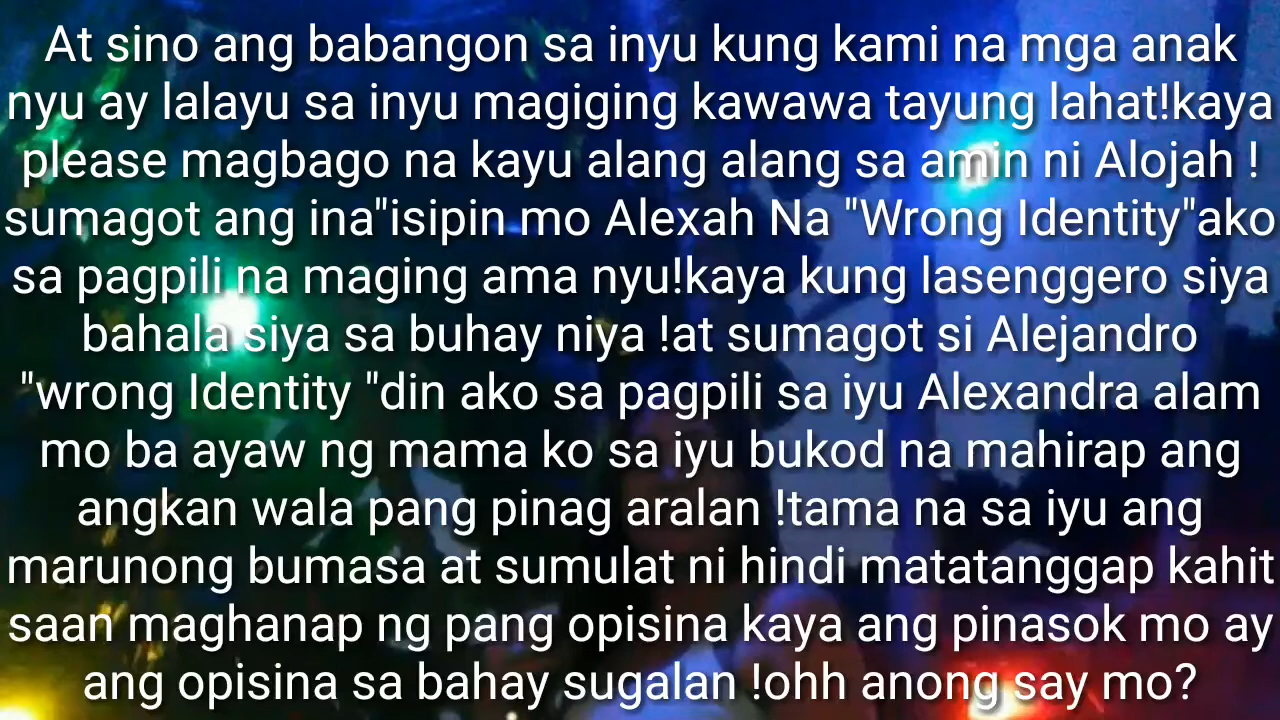 At sino ang babangon sa inyu kung kami na mga anak
nyu ay lalayu sa inyu magiging kawawa tayung lahat!kaya
please magbago na kayu alang alang sa amin ni Alojah !
sumagot ang ina"isipin mo Alexah Na "Wrong Identity"ako
sa pagpili na maging ama nyu!kaya kung lasenggero siya
bahala siya sa buhay niya !at sumagot si Alejandro
"wrong Identity "din ako sa pagpili sa iyu Alexandra alam
mo ba ayaw ng mama ko sa iyu bukod na mahirap ang
angkan wala pang pinag aralan !tama na sa iyu ang
marunong bumasa at sumulat ni hindi matatanggap kahit
saan maghanap ng pang opisina kaya ang pinasok mo ay
ang opisina sa bahay sugalan !ohh anong say mo?